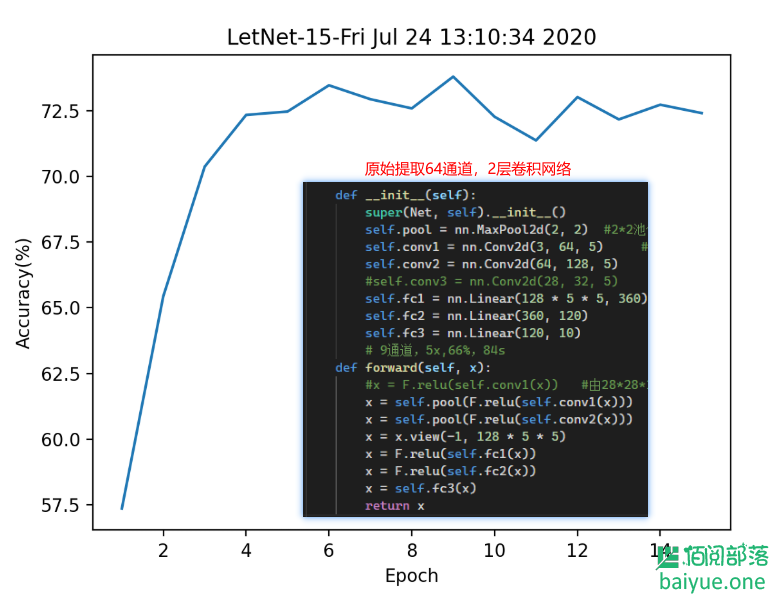 LetNet-15-Fri Jul 24 13:10:34 2020
原始提取64通道，2层卷积网络
def __init__(self):
super(Net, self).__init__()
self.pool = nn.MaxPool2d(2, 2)  #2*2池
self.conv1 = nn.Conv2d(3, 64, 5)     #
self.conv2 = nn.Conv2d(64, 128, 5)
#self.conv3 = nn.Conv2d(28, 32, 5)
self.fc1 = nn.Linear(128 * 5 * 5, 360)
self.fc2 = nn.Linear(360, 120)
self.fc3 = nn.Linear(120, 10)
# 9通道，5x,66%，84s
def forward(self, x):
#x = F.relu(self.conv1(x))   #由28*28*
x = self.pool(F.relu(self.conv1(x)))
x = self.pool(F.relu(self.conv2(x)))
x = x.view(-1, 128 * 5 * 5)
x = F.relu(self.fc1(x))
x = F.relu(self.fc2(x))
x = self.fc3(x)
return x
Accuracy(%)
72.5
70.0
67.5
65.0
62.5
60.0
57.5
2 4 6 8 10 12 14
Epoch
佰阅部落
baiyue.one